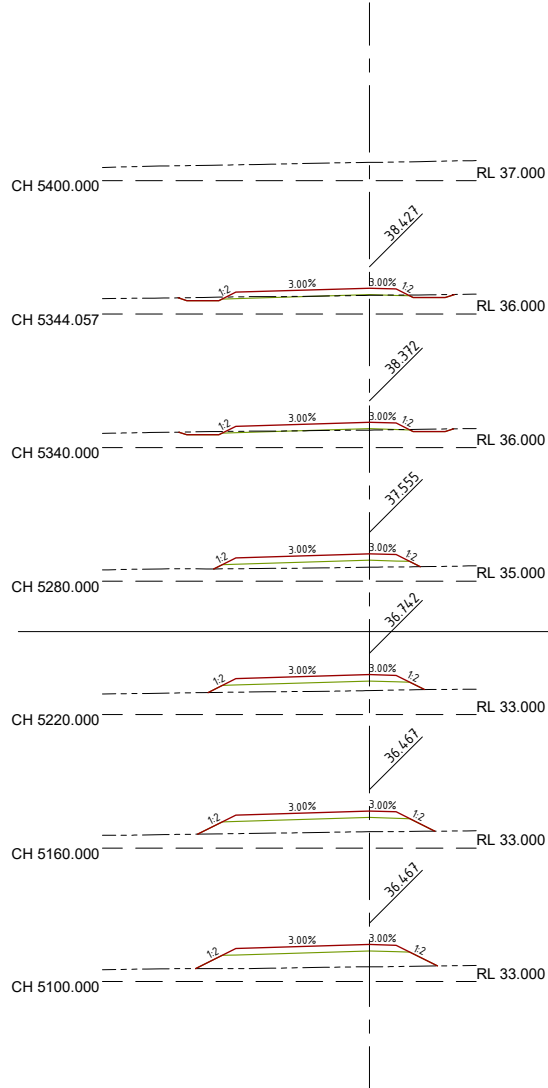 RL 37.000
CH 5400.000
38.427
1:2 3.00% 3.00% 1:2
RL 36.000
CH 5344.057
38.372
1:2 3.00% 3.00% 1:2
RL 36.000
CH 5340.000
37.555
1:2 3.00% 3.00% 1:2
RL 35.000
CH 5280.000
36.742
1:2 3.00% 3.00% 1:2
RL 33.000
CH 5220.000
36.467
1:2 3.00% 3.00% 1:2
RL 33.000
CH 5160.000
36.467
1:2 3.00% 3.00% 1:2
RL 33.000
CH 5100.000